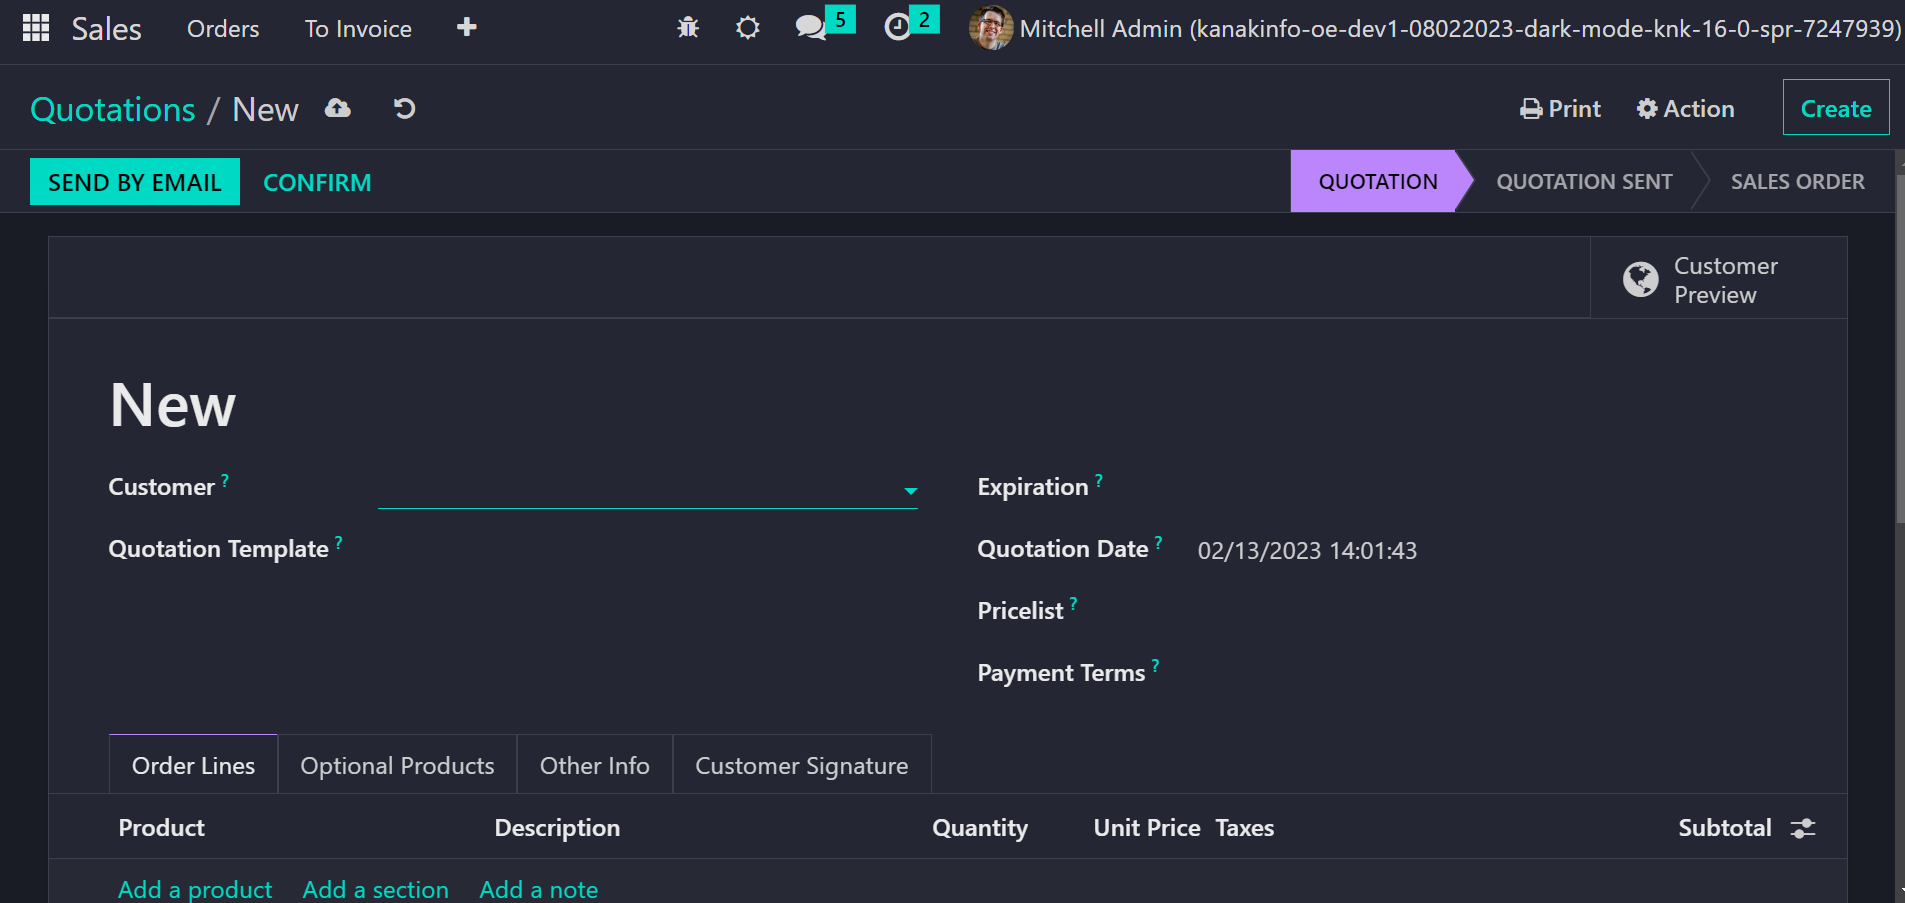 Sales Orders To Invoice 5 2 Mitchell Admin (kanakinfo-oe-dev1-08022023-dark-mode-knk-16-0-spr-7247939)
Quotations / New Print Action Create
SEND BY EMAIL CONFIRM QUOTATION QUOTATION SENT SALES ORDER
Customer
Preview
New
Customer ? Expiration ?
Quotation Template ? Quotation Date ? 02/13/2023 14:01:43
Pricelist ?
Payment Terms ?
Order Lines Optional Products Other Info Customer Signature
Product Description Quantity Unit Price Taxes Subtotal
Add a product Add a section Add a note